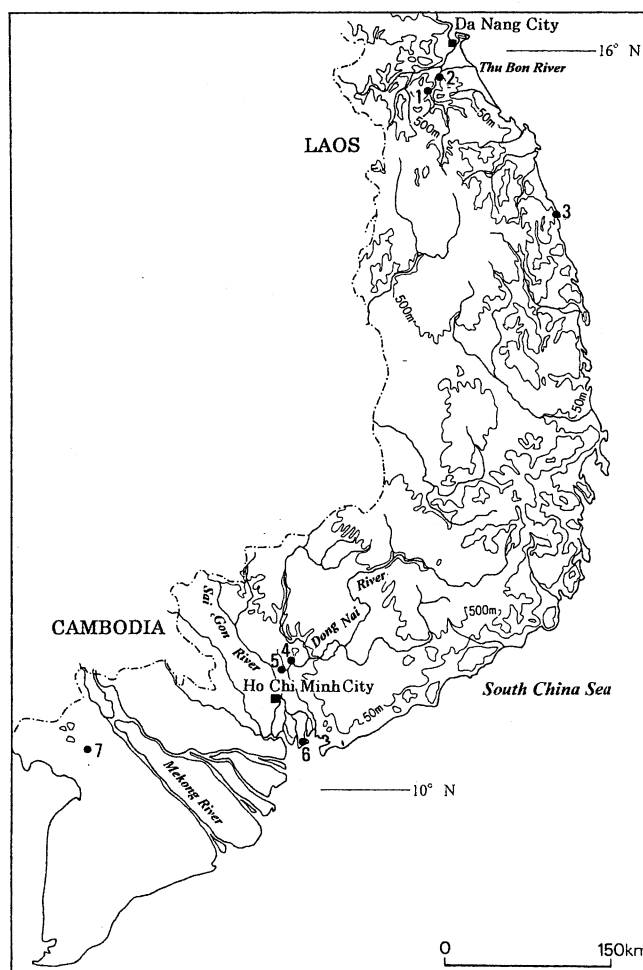 Da Nang City
16° N
Thu Bon River
2
1
50m
500m
LAOS
3
500m
50m
Sai Gon River
Dong Nai River
500m
CAMBODIA
4
5
Ho Chi Minh City
50m
South China Sea
6
7
Mekong River
10° N
0 150km